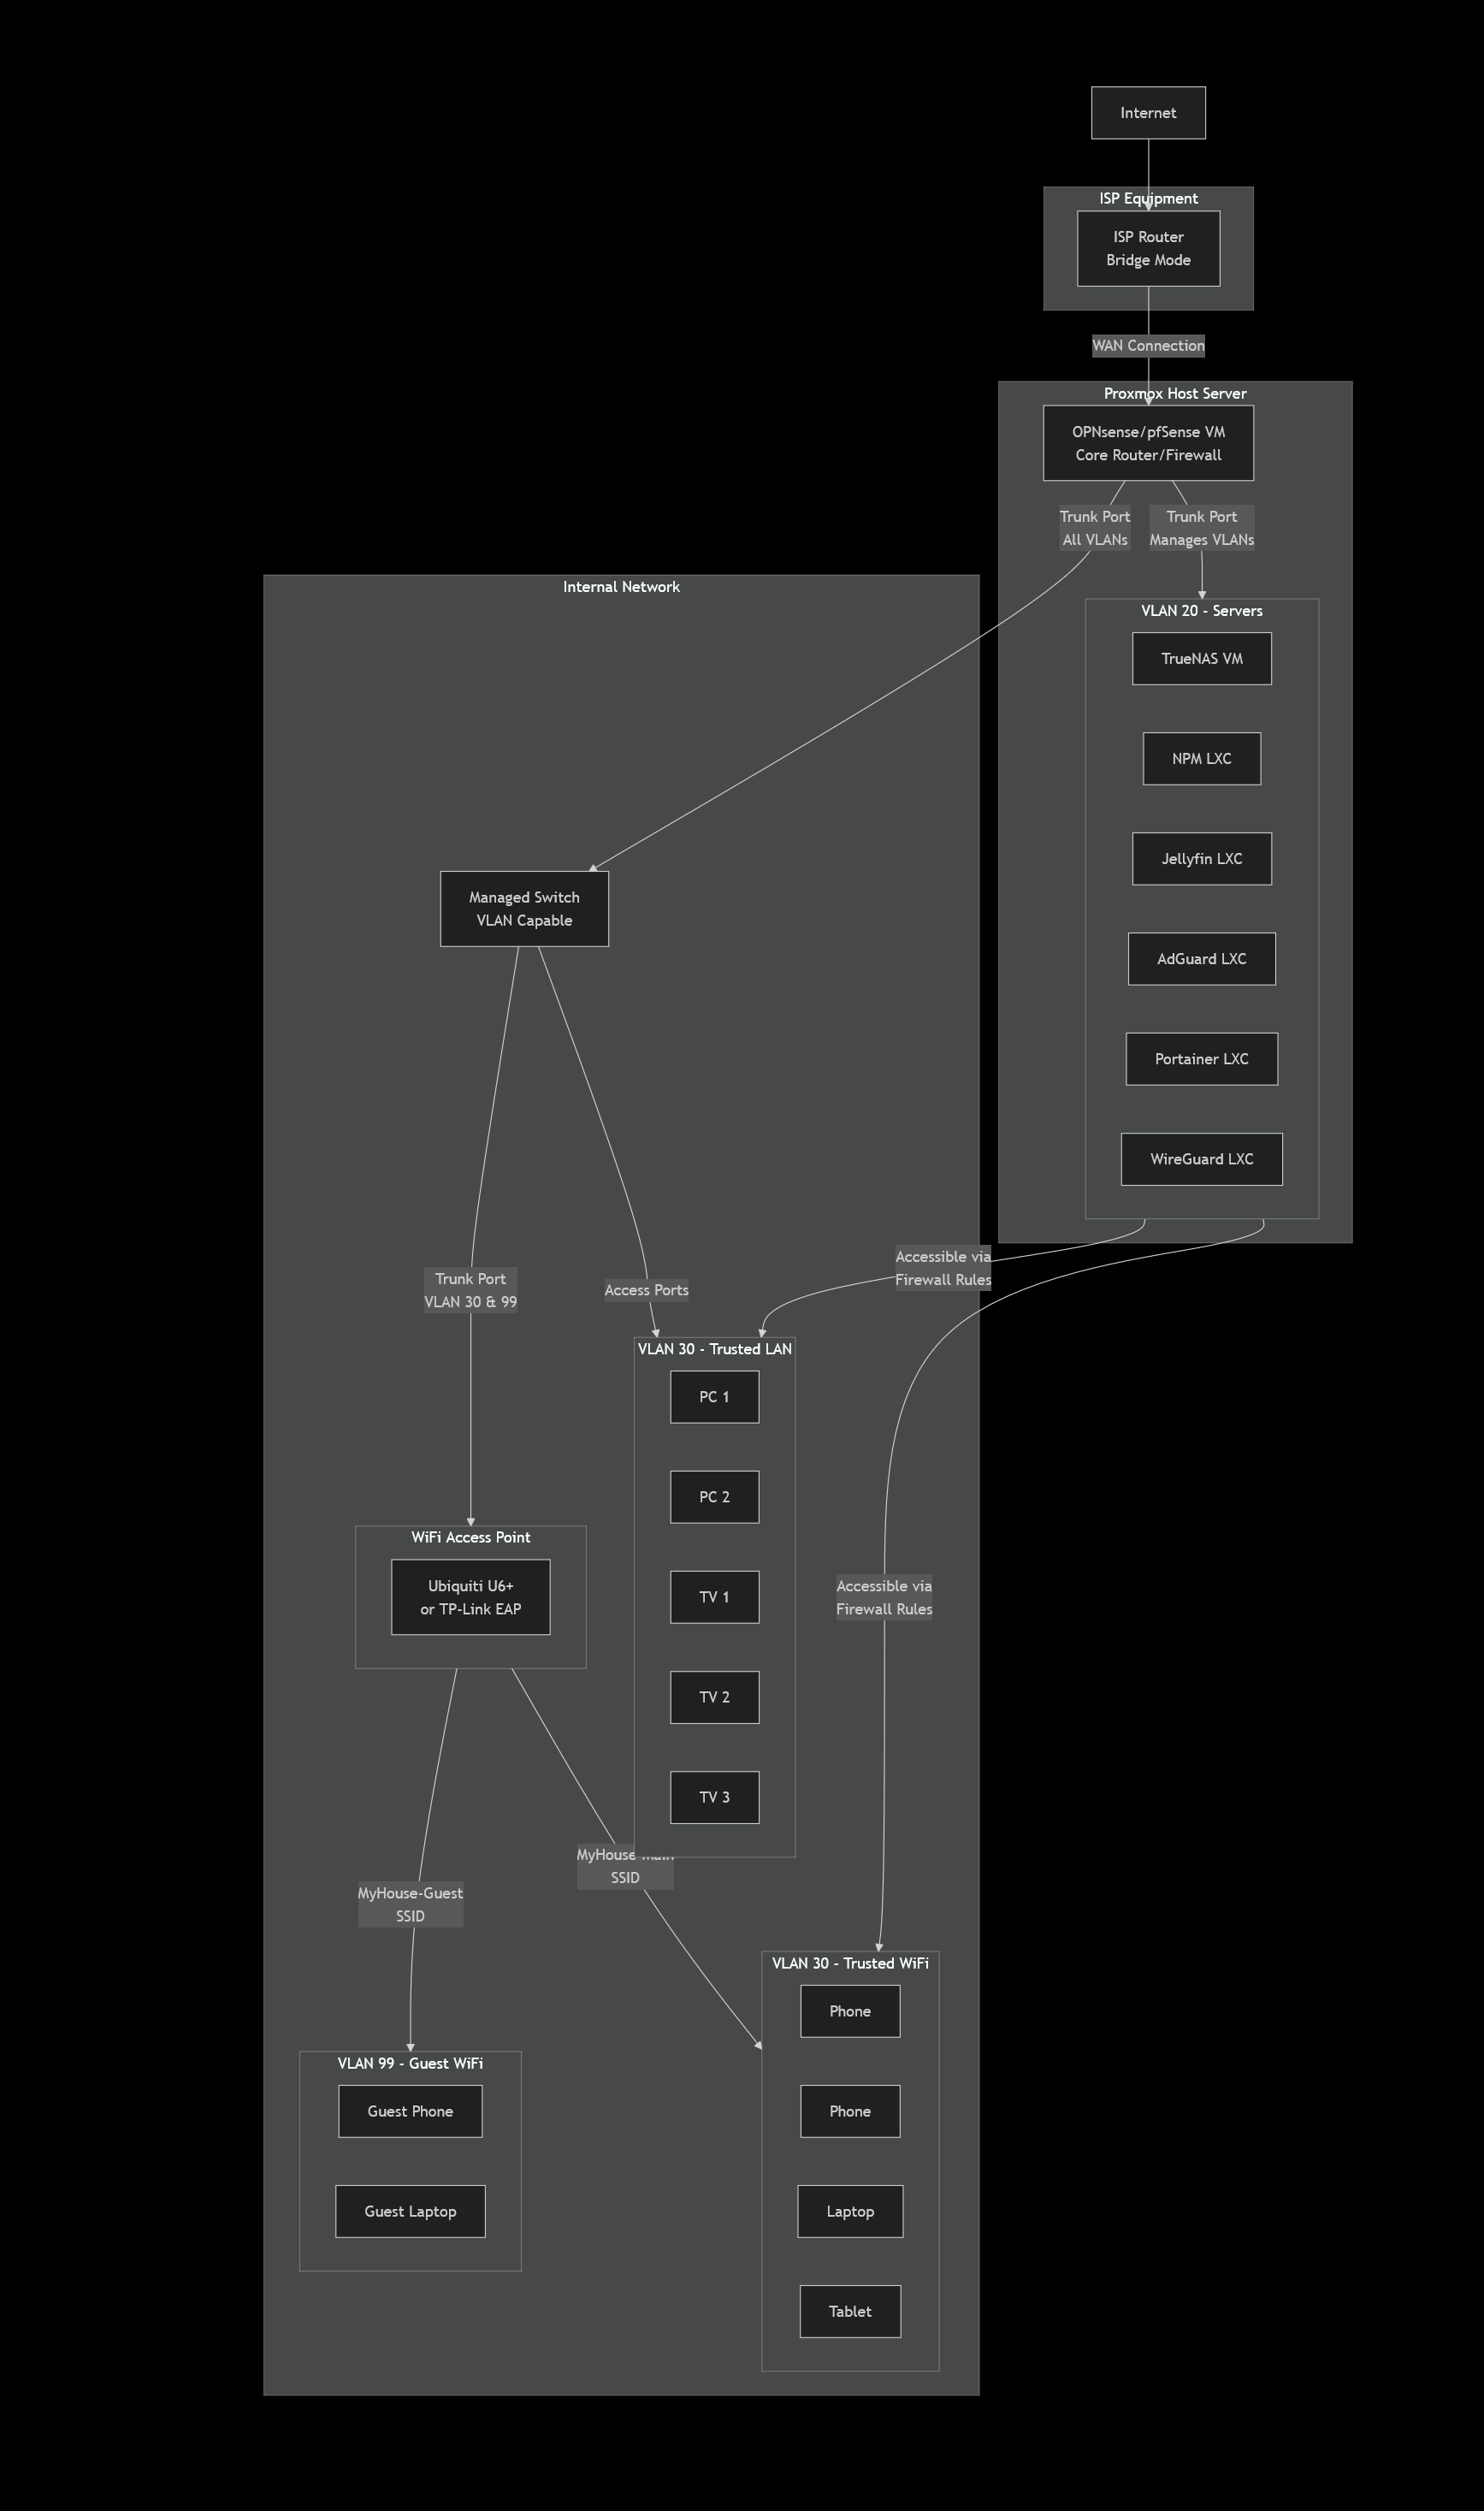 Internet
ISP Equipment
ISP Router
Bridge Mode
WAN Connection
Proxmox Host Server
OPNsense/pfSense VM
Core Router/Firewall
Trunk Port
All VLANs
Trunk Port
Manages VLANs
Internal Network
VLAN 20 - Servers
TrueNAS VM
NPM LXC
Jellyfin LXC
Managed Switch
VLAN Capable
AdGuard LXC
Portainer LXC
WireGuard LXC
Accessible via
Firewall Rules
Trunk Port
VLAN 30 & 99
Access Ports
VLAN 30 - Trusted LAN
PC 1
PC 2
WiFi Access Point
Ubiquiti U6+
or TP-Link EAP
TV 1
Accessible via
Firewall Rules
TV 2
TV 3
MyHouse-Main
SSID
MyHouse-Guest
SSID
VLAN 30 - Trusted WiFi
Phone
VLAN 99 - Guest WiFi
Guest Phone
Phone
Guest Laptop
Laptop
Tablet